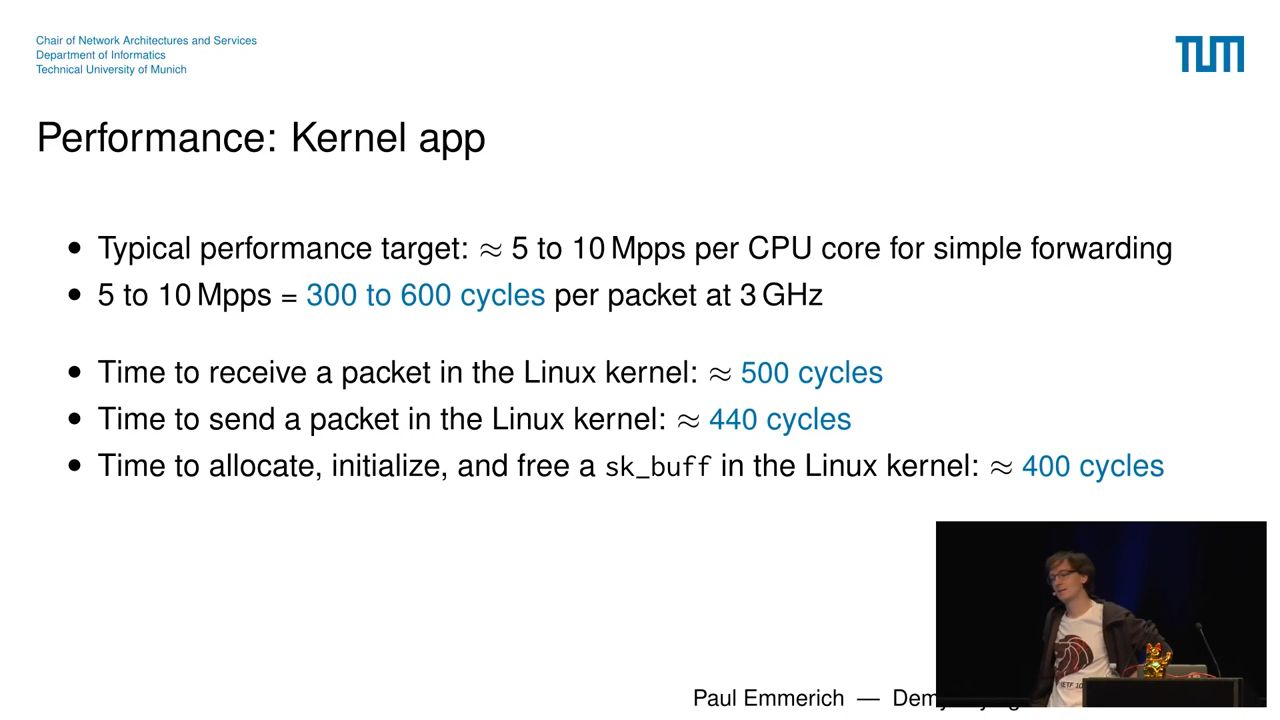 Chair of Network Architectures and Services
Department of Informatics
Technical University of Munich
TUM
Performance: Kernel app
• Typical performance target: ≈ 5 to 10 Mpps per CPU core for simple forwarding
• 5 to 10 Mpps = 300 to 600 cycles per packet at 3 GHz
• Time to receive a packet in the Linux kernel: ≈ 500 cycles
• Time to send a packet in the Linux kernel: ≈ 440 cycles
• Time to allocate, initialize, and free a sk_buff in the Linux kernel: ≈ 400 cycles
IETF 10
Paul Emmerich —